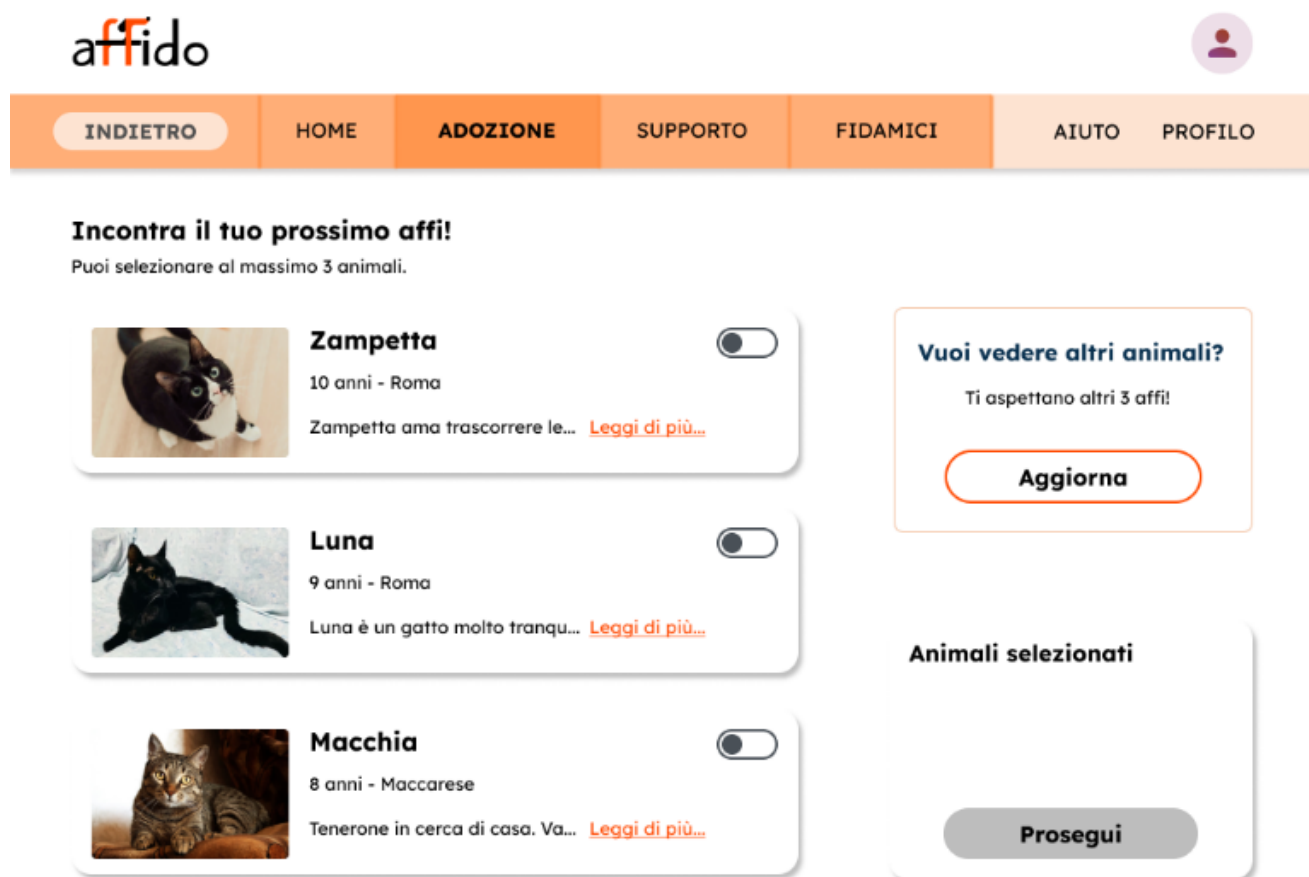 affido
INDIETRO HOME ADOZIONE SUPPORTO FIDAMICI AIUTO PROFILO
Incontra il tuo prossimo affi!
Puoi selezionare al massimo 3 animali.
Zampetta
10 anni - Roma
Zampetta ama trascorrere le... Leggi di più...
Luna
9 anni - Roma
Luna è un gatto molto tranqu... Leggi di più...
Macchia
8 anni - Maccarese
Tenerone in cerca di casa. Va... Leggi di più...
Vuoi vedere altri animali?
Ti aspettano altri 3 affi!
Aggiorna
Animali selezionati
Prosegui